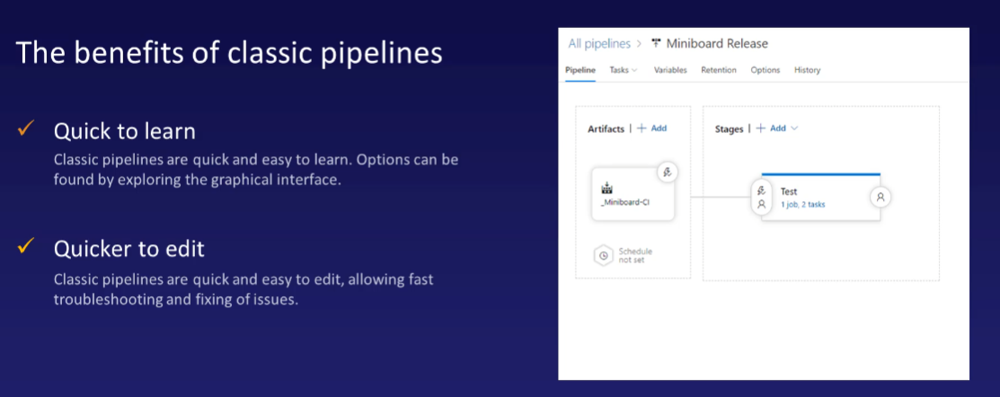 The benefits of classic pipelines
Quick to learn
Classic pipelines are quick and easy to learn. Options can be
found by exploring the graphical interface.
Quicker to edit
Classic pipelines are quick and easy to edit, allowing fast
troubleshooting and fixing of issues.
All pipelines > Miniboard Release
Pipeline Tasks Variables Retention Options History
Artifacts | + Add
Stages | + Add
_Miniboard-CI
Schedule
not set
Test
1 job, 2 tasks